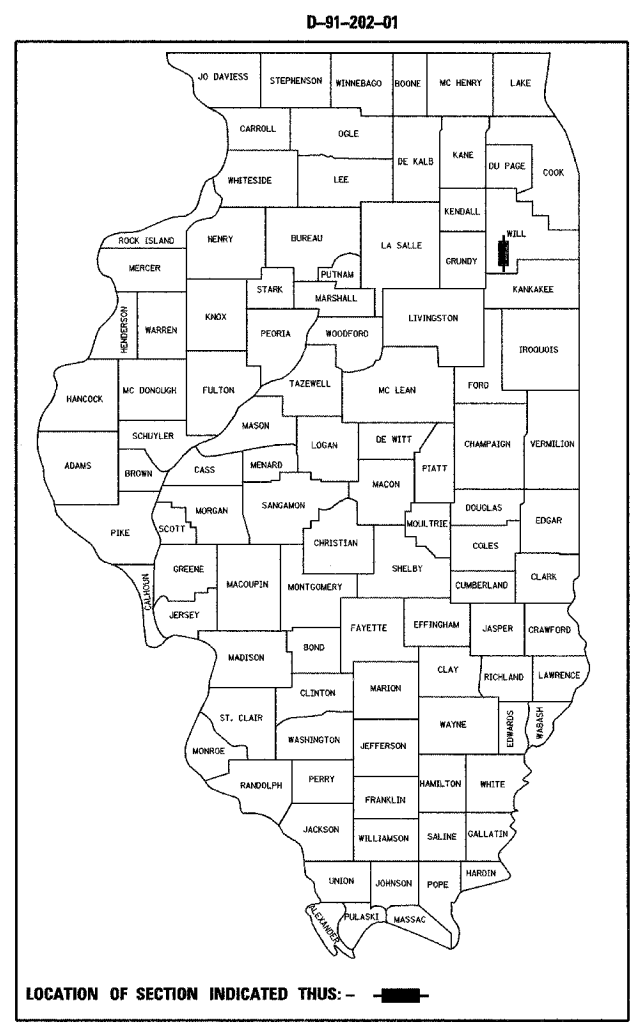 D-91-202-01
JO DAVIESS STEPHENSON WINNEBAGO BOONE MC HENRY LAKE
CARROLL OGLE DE KALB KANE DU PAGE COOK
WHITESIDE LEE
KENDALL
ROCK ISLAND HENRY BUREAU LA SALLE GRUNDY WILL
MERCER PUTNAM
STARK MARSHALL KANKAKEE
HENDERSON WARREN KNOX PEORIA WOODFORD LIVINGSTON
IROQUOIS
HANCOCK MC DONOUGH FULTON TAZEWELL MC LEAN FORD
MASON
SCHUYLER LOGAN DE WITT CHAMPAIGN VERMILION
ADAMS BROWN CASS MENARD PIATT
MACON
PIKE SCOTT MORGAN SANGAMON MOULTRIE DOUGLAS EDGAR
CHRISTIAN COLES
CALHOUN GREENE MACOUPIN MONTGOMERY SHELBY CUMBERLAND CLARK
JERSEY
FAYETTE EFFINGHAM JASPER CRAWFORD
MADISON BOND
CLAY RICHLAND LAWRENCE
CLINTON MARION
ST. CLAIR WAYNE EDWARDS WABASH
MONROE WASHINGTON JEFFERSON
RANDOLPH PERRY HAMILTON WHITE
FRANKLIN
JACKSON WILLIAMSON SALINE GALLATIN
UNION JOHNSON POPE HARDIN
ALEXANDER PULASKI MASSAC
LOCATION OF SECTION INDICATED THUS: -